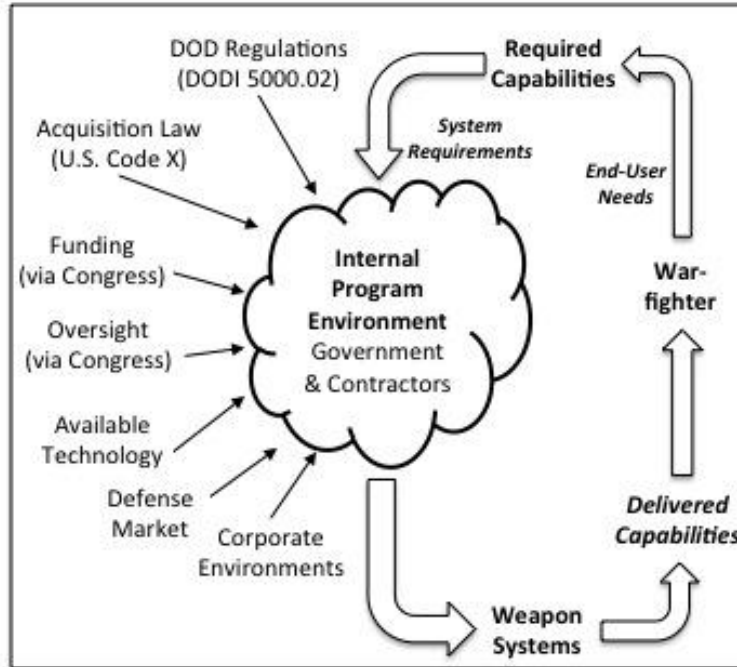 DOD Regulations
(DODI 5000.02)
Required
Capabilities
Acquisition Law
(U.S. Code X)
System
Requirements
End-User
Needs
Funding
(via Congress)
Internal
Program
Environment
Government
& Contractors
War-
fighter
Oversight
(via Congress)
Available
Technology
Defense
Market
Corporate
Environments
Delivered
Capabilities
Weapon
Systems